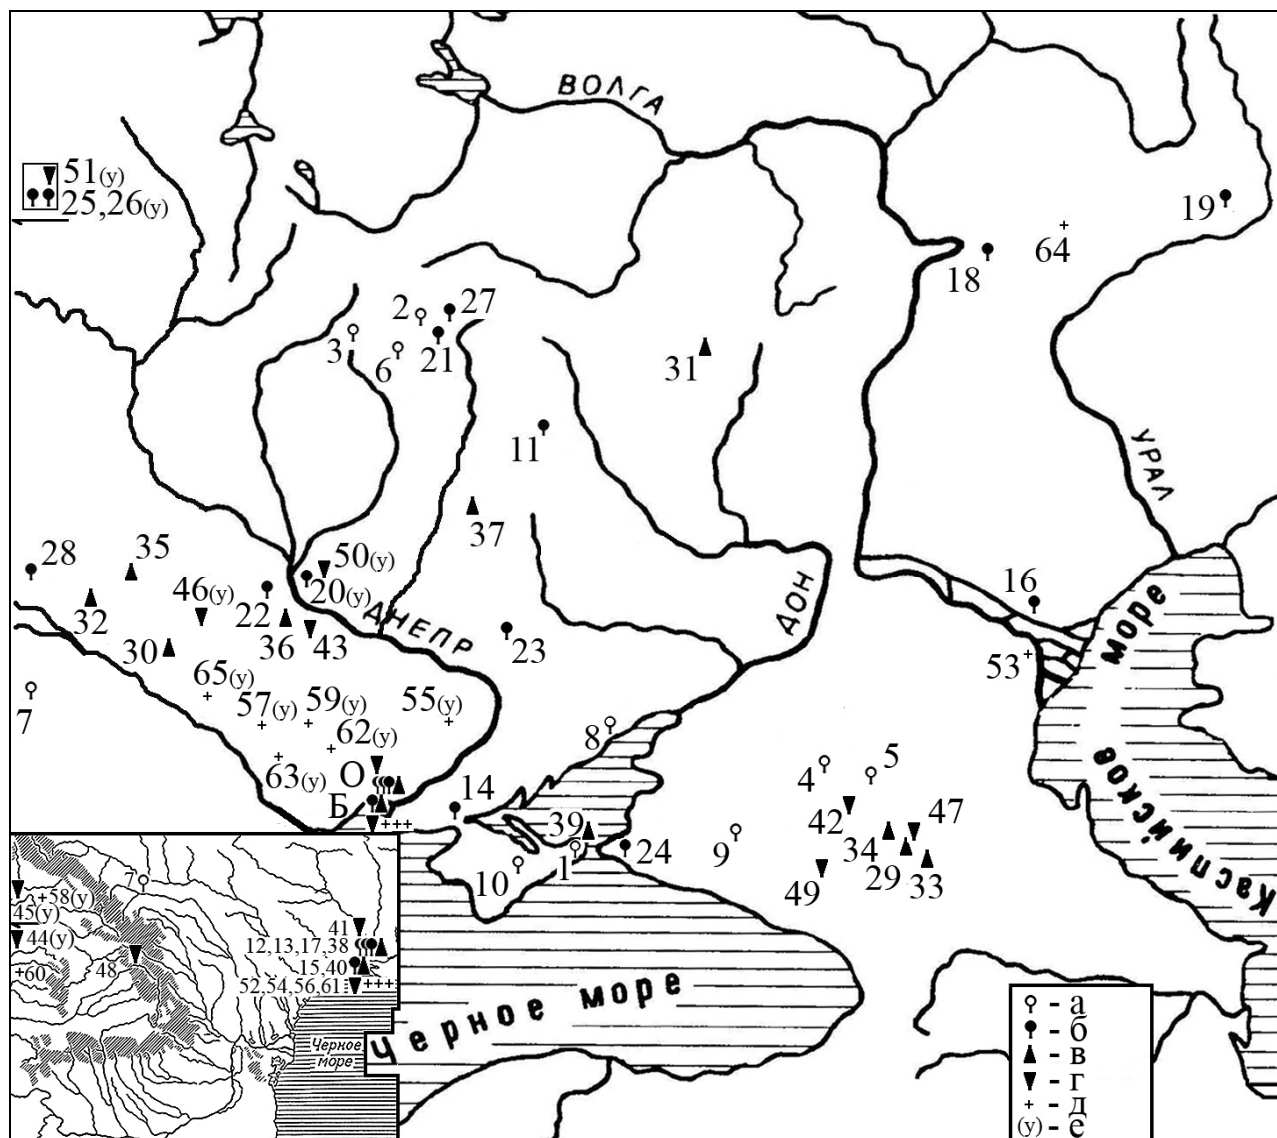 ВОЛГА
51(у)
25,26(у)
19
64
18
2
27
3
6
21
31
11
УРАЛ
37
28
35
50(у)
46(у)
20(у)
22
32
ДНЕПР
16
ДОН
море
30
36
43
23
53
65(у)
57(у)
59(у)
55(у)
7
62(у)
8
63(у)
О
Б
14
4
5
Каспийское
42
47
39
34
1
24
9
29
33
10
49
7
58(у)
45(у)
41
44(у)
12,13,17,38
48
15,40
60
52,54,56,61
Черное море
Черное
море
- а
- б
- в
- г
- д
(у) - е